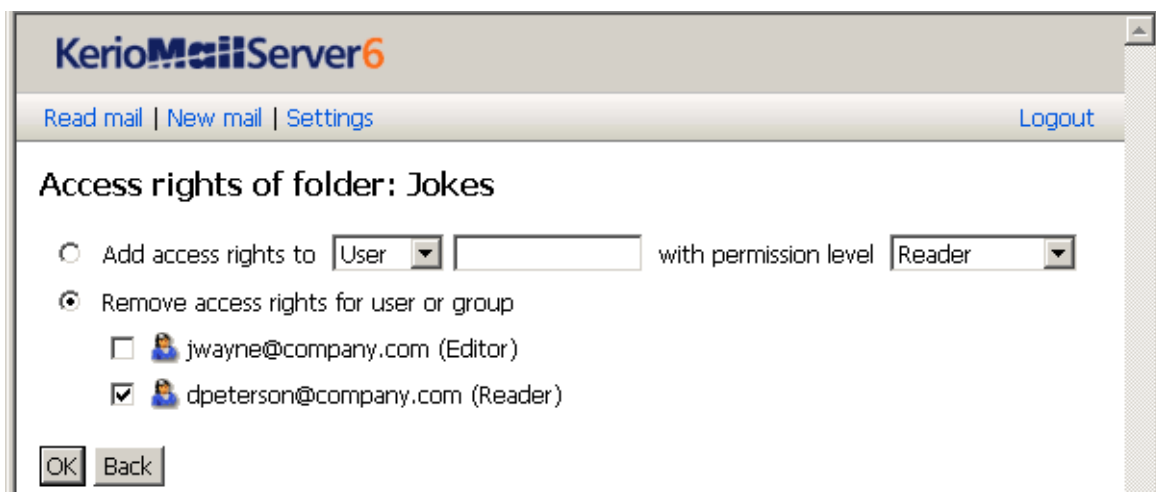 KerioMailServer6
Read mail | New mail | Settings Logout
Access rights of folder: Jokes
Add access rights to User with permission level Reader
Remove access rights for user or group
jwayne@company.com (Editor)
dpeterson@company.com (Reader)
OK Back